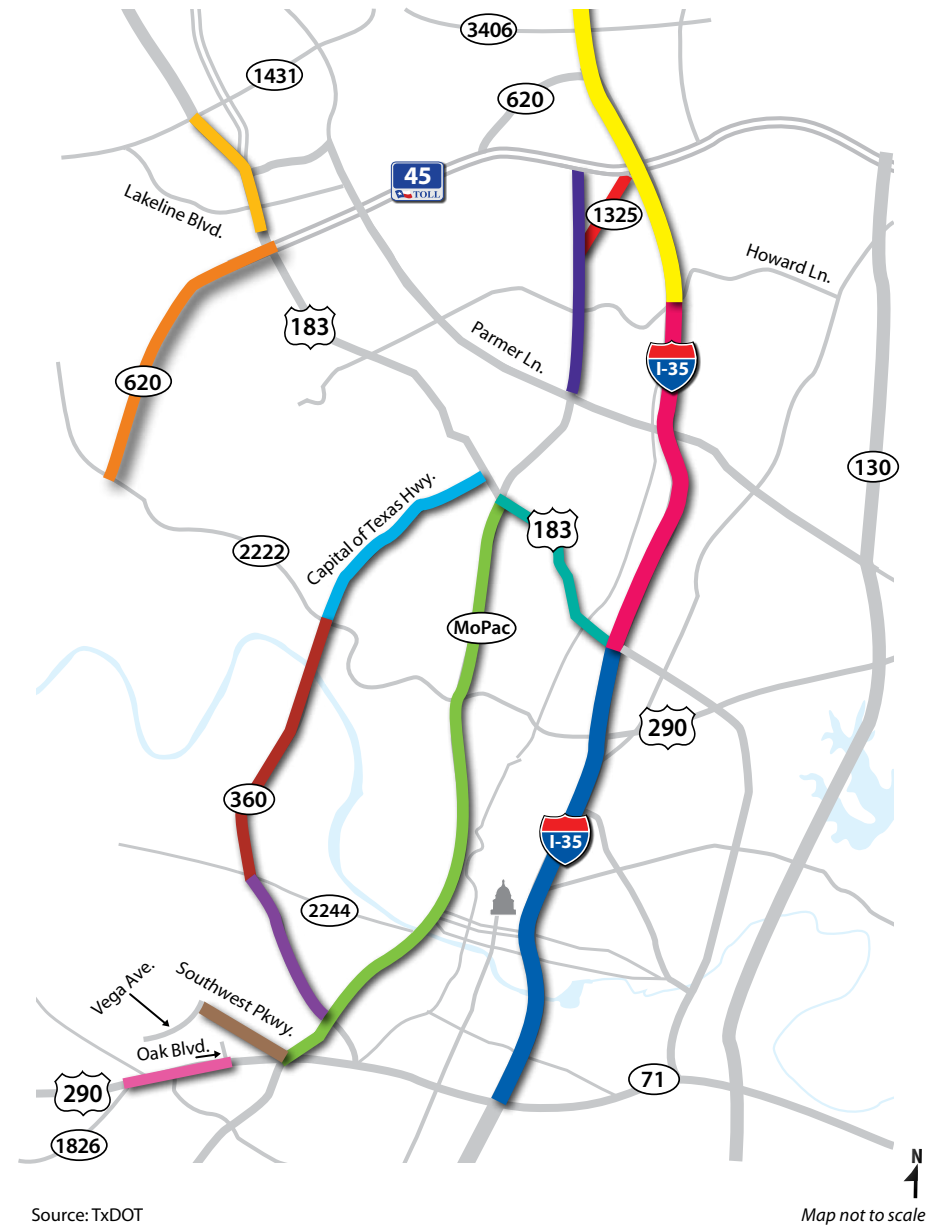 3406
1431
620
45
TOLL
Lakeline Blvd.
1325
Howard Ln.
183
Parmer Ln.
I-35
620
130
Capital of Texas Hwy.
183
2222
MoPac
290
360
I-35
2244
Vega Ave.
Southwest Pkwy.
Oak Blvd.
71
290
1826
N
Source: TxDOT
Map not to scale